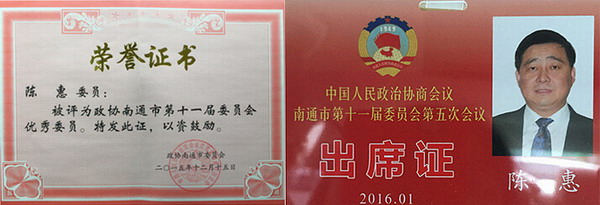 荣誉证书
陈 惠 委员：
被评为政协南通市第十一届委员会
优秀委员。特发此证，以资鼓励。
政协南通市委员会
二〇一五年十二月十五日
1949
中国人民政治协商会议
南通市第十一届委员会第五次会议
出席证
2016.01
陈 惠